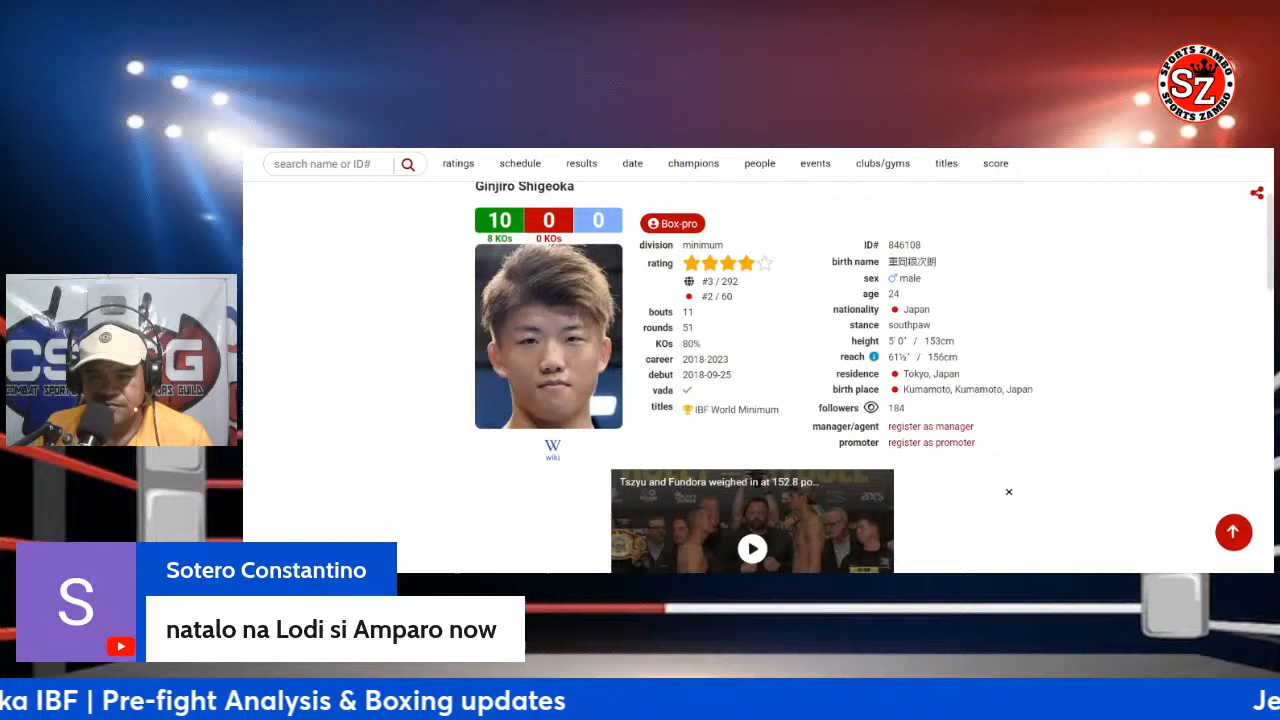 SPORTS ZAMBO
SZ
SPORTS ZAMBO
search name or ID#
ratings
schedule
results
date
champions
people
events
clubs/gyms
titles
score
Ginjiro Shigeoka
10 0 0
8 KOs 0 KOs
Box-pro
division minimum
rating
#3 / 292
#2 / 60
bouts 11
rounds 51
KOs 80%
career 2018-2023
debut 2018-09-25
vada
titles IBF World Minimum
ID# 846108
birth name 重岡銀次朗
sex ♂ male
age 24
nationality Japan
stance southpaw
height 5' 0" / 153cm
reach 61½" / 156cm
residence Tokyo, Japan
birth place Kumamoto, Kumamoto, Japan
followers 184
manager/agent register as manager
promoter register as promoter
W
wiki
Tszyu and Fundora weighed in at 152.8 po...
axs
CS G
COMBAT SPOR RS GUILD
S
Sotero Constantino
natalo na Lodi si Amparo now
ka IBF | Pre-fight Analysis & Boxing updates
Je